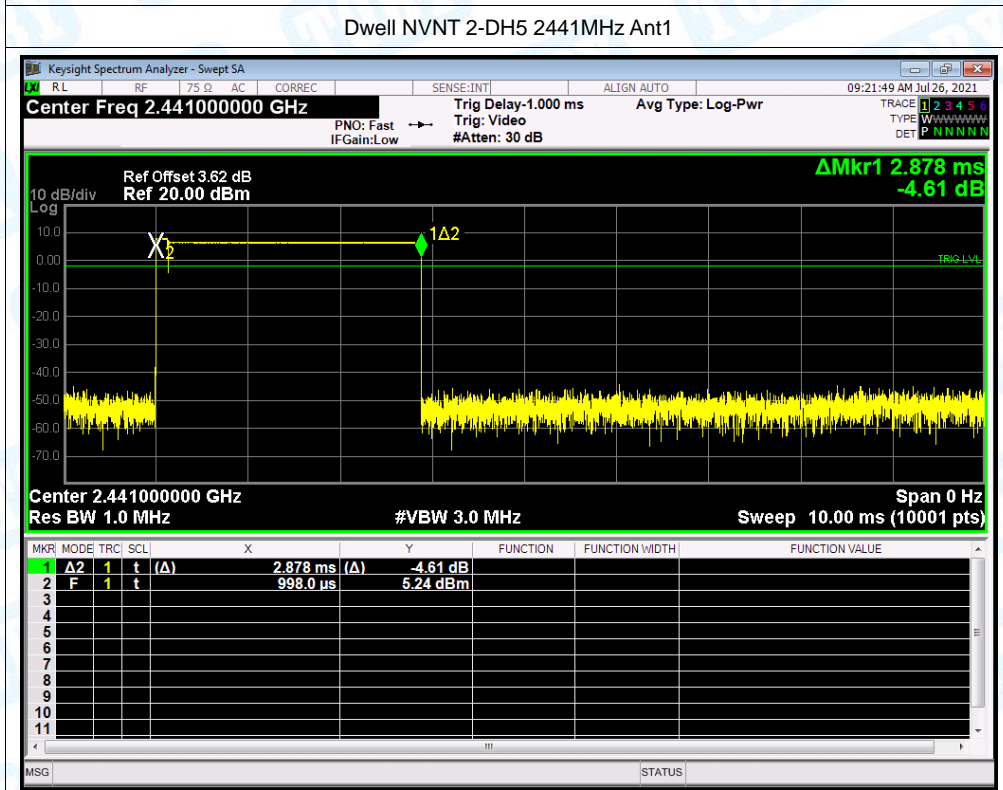 Dwell NVNT 2-DH5 2441MHz Ant1
Keysight Spectrum Analyzer - Swept SA
LXI RL RF 75 Ω AC CORREC SENSE:INT ALIGN AUTO 09:21:49 AM Jul 26, 2021
Center Freq 2.441000000 GHz
PNO: Fast
IFGain:Low
Trig Delay-1.000 ms
Trig: Video
#Atten: 30 dB
Avg Type: Log-Pwr
TRACE 1 2 3 4 5 6
TYPE WWWWWW
DET P N N N N N
ΔMkr1 2.878 ms
-4.61 dB
Ref Offset 3.62 dB
10 dB/div Ref 20.00 dBm
Log
10.0
0.00
-10.0
-20.0
-30.0
-40.0
-50.0
-60.0
-70.0
X2
1Δ2
TRIG LVL
Center 2.441000000 GHz Span 0 Hz
Res BW 1.0 MHz #VBW 3.0 MHz Sweep 10.00 ms (10001 pts)
MKR MODE TRC SCL X Y FUNCTION FUNCTION WIDTH FUNCTION VALUE
1 Δ2 1 t (Δ) 2.878 ms (Δ) -4.61 dB
2 F 1 t 998.0 µs 5.24 dBm
3
4
5
6
7
8
9
10
11
MSG STATUS